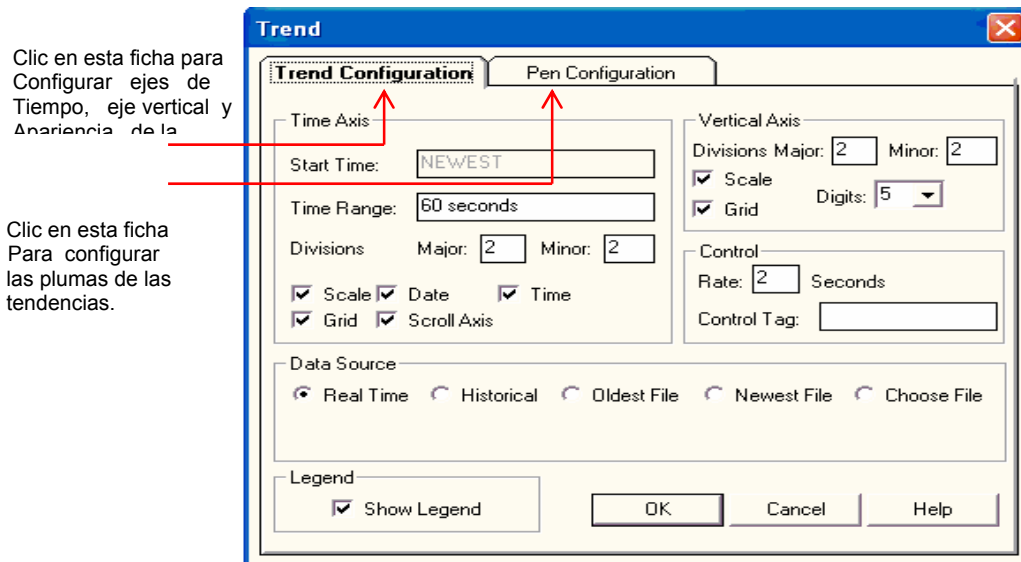 Trend
Clic en esta ficha para
Configurar ejes de
Tiempo, eje vertical y
Apariencia de la
Clic en esta ficha
Para configurar
las plumas de las
tendencias.
Trend Configuration
Pen Configuration
Time Axis
Start Time: NEWEST
Time Range: 60 seconds
Divisions Major: 2 Minor: 2
Scale Date Time
Grid Scroll Axis
Vertical Axis
Divisions Major: 2 Minor: 2
Scale
Digits: 5
Grid
Control
Rate: 2 Seconds
Control Tag:
Data Source
Real Time Historical Oldest File Newest File Choose File
Legend
Show Legend
OK Cancel Help